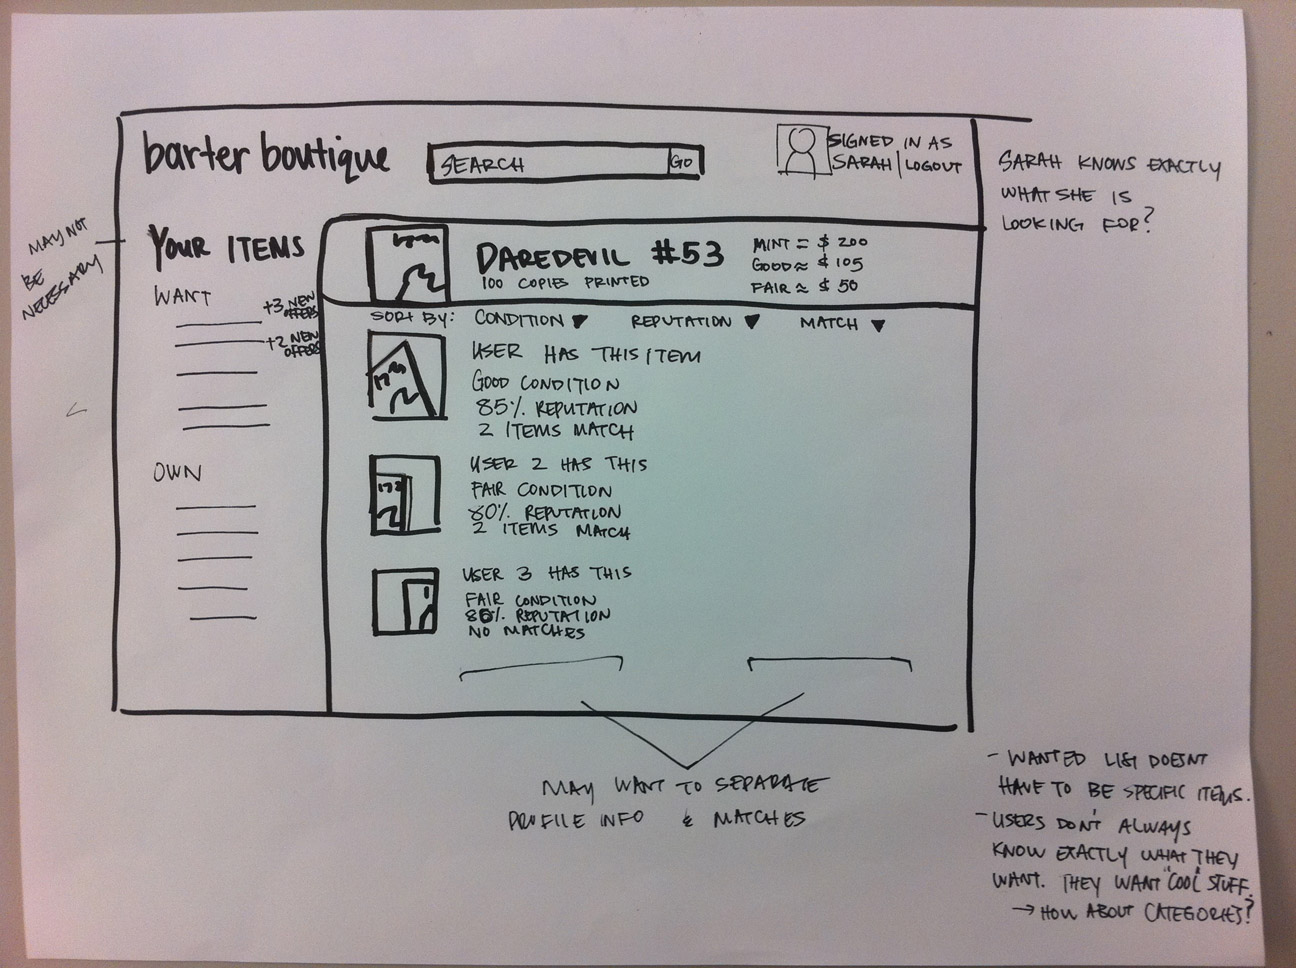 barter boutique
SEARCH GO
SIGNED IN AS
SARAH | LOGOUT
SARAH KNOWS EXACTLY
WHAT SHE IS
LOOKING FOR?
MAY NOT
BE
NECESSARY
YOUR ITEMS
WANT
+3 NEW
OFFERS
+2 NEW
OFFERS
OWN
DAREDEVIL #53
100 COPIES PRINTED
MINT = $ 200
GOOD ≈ $ 105
FAIR ≈ $ 50
SORT BY: CONDITION ▼ REPUTATION ▼ MATCH ▼
USER HAS THIS ITEM
GOOD CONDITION
85% REPUTATION
2 ITEMS MATCH
USER 2 HAS THIS
FAIR CONDITION
80% REPUTATION
2 ITEMS MATCH
USER 3 HAS THIS
FAIR CONDITION
REPUTATION
NO MATCHES
MAY WANT TO SEPARATE
PROFILE INFO & MATCHES
- WANTED LIST DOESNT
HAVE TO BE SPECIFIC ITEMS.
- USERS DON'T ALWAYS
KNOW EXACTLY WHAT THEY
WANT. THEY WANT "COOL" STUFF.
→ HOW ABOUT CATEGORIES?